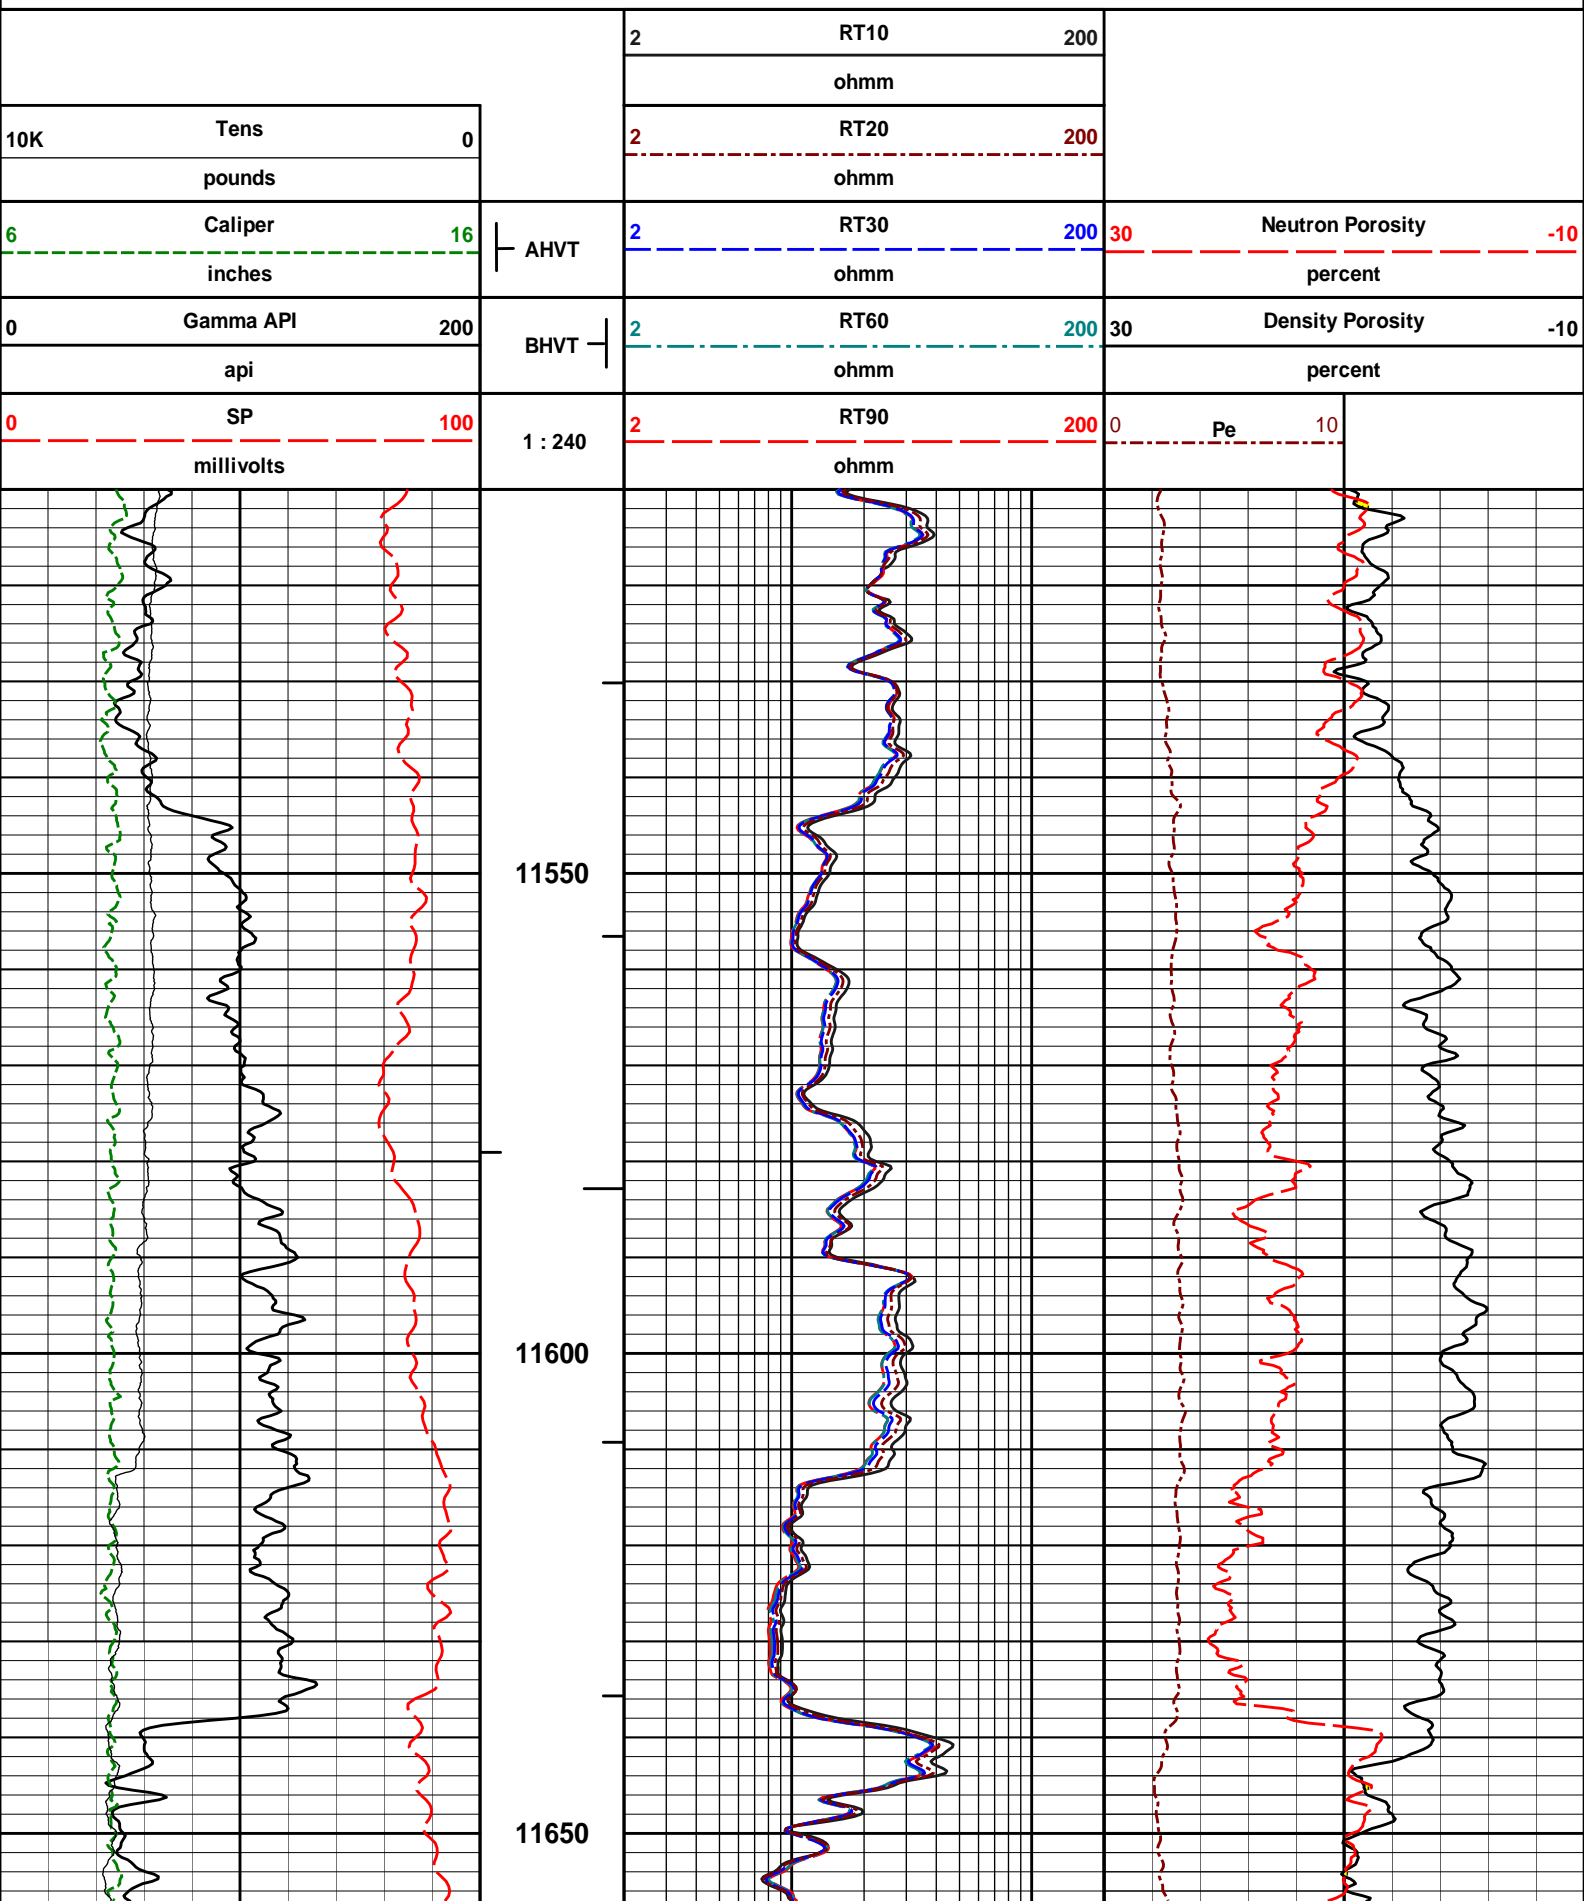 2 RT10 200
ohmm
10K Tens 0
pounds
2 RT20 200
ohmm
6 Caliper 16
inches
AHVT
2 RT30 200
ohmm
30 Neutron Porosity -10
percent
0 Gamma API 200
api
BHVT
2 RT60 200
ohmm
30 Density Porosity -10
percent
0 SP 100
millivolts
1 : 240
2 RT90 200
ohmm
0 Pe 10
11550
11600
11650